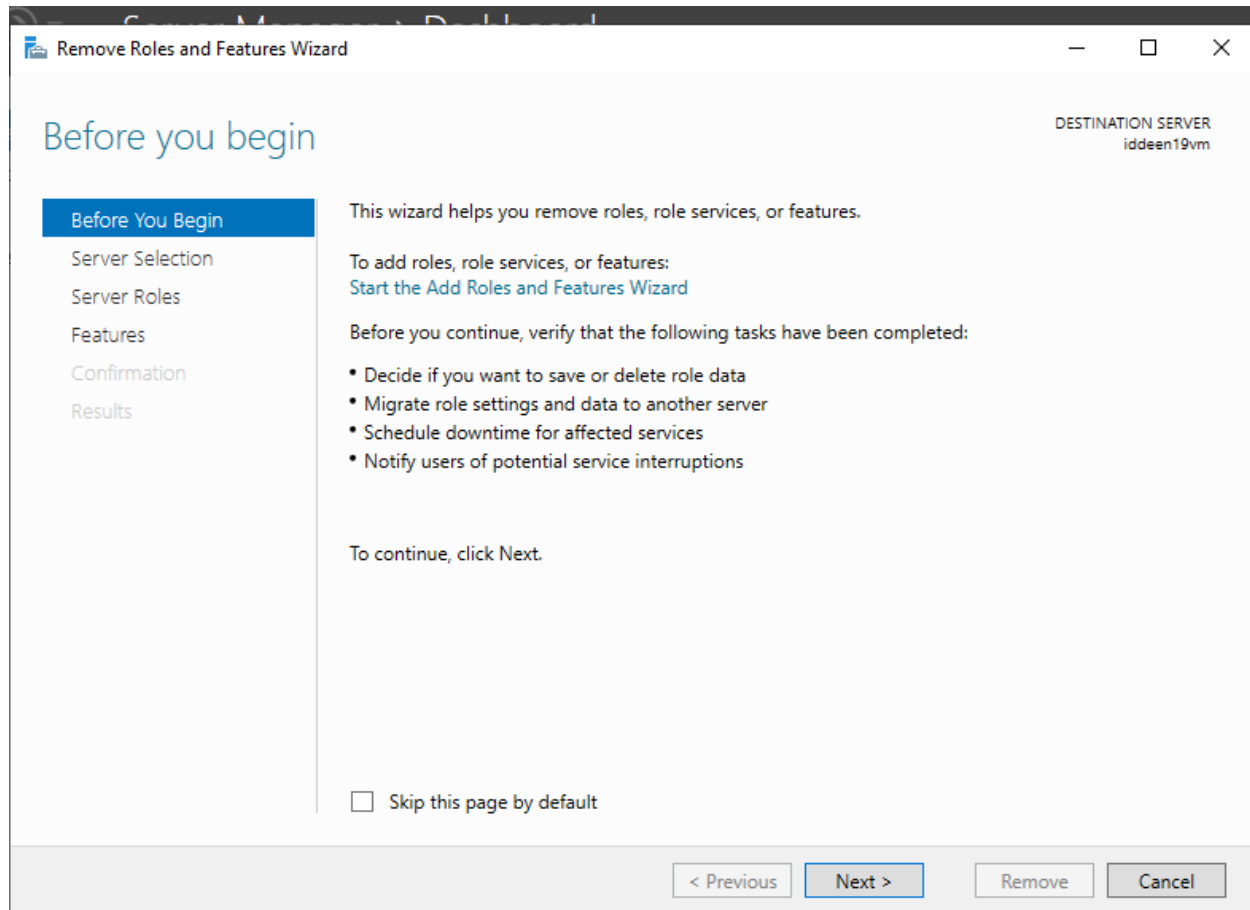 Server Manager › Dashboard
Remove Roles and Features Wizard
Before you begin
DESTINATION SERVER
iddeen19vm
Before You Begin
Server Selection
Server Roles
Features
Confirmation
Results
This wizard helps you remove roles, role services, or features.
To add roles, role services, or features:
Start the Add Roles and Features Wizard
Before you continue, verify that the following tasks have been completed:
• Decide if you want to save or delete role data
• Migrate role settings and data to another server
• Schedule downtime for affected services
• Notify users of potential service interruptions
To continue, click Next.
Skip this page by default
< Previous
Next >
Remove
Cancel